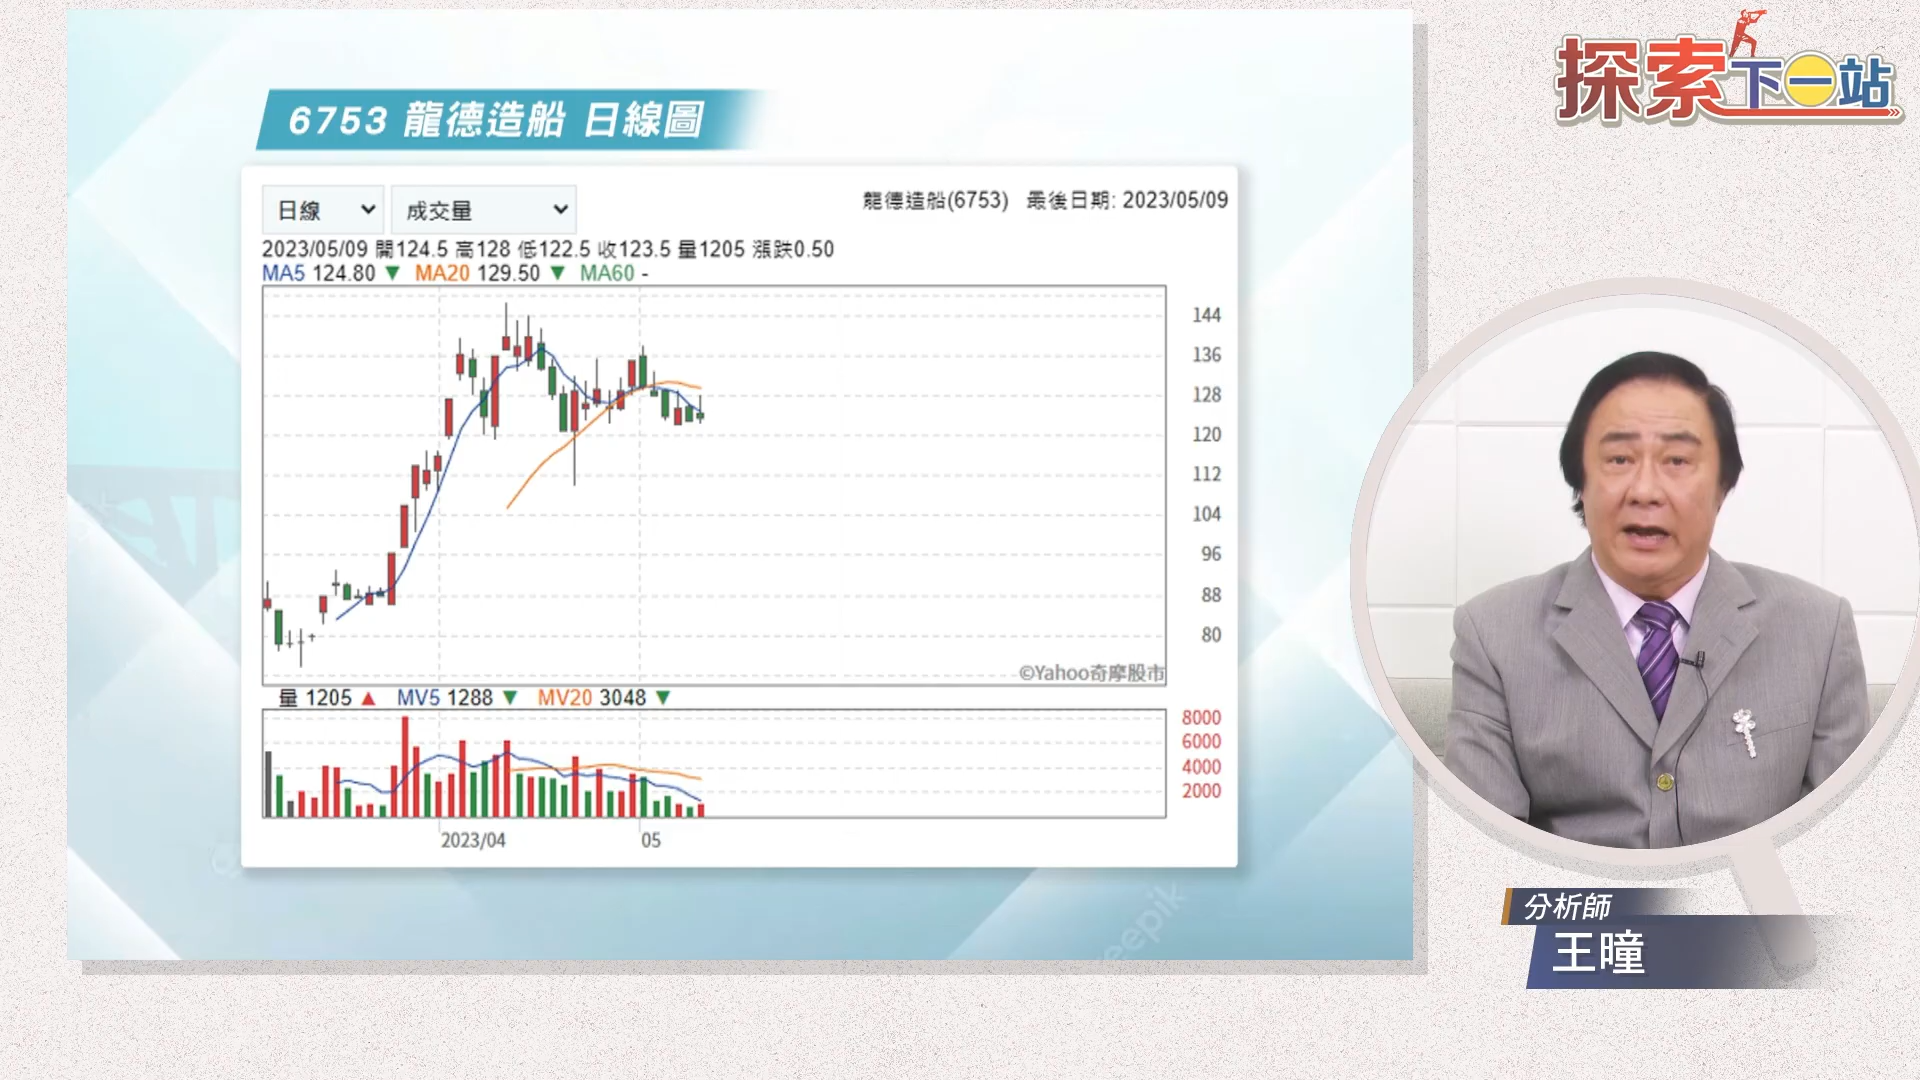 探索下一站
6753 龍德造船 日線圖
日線 成交量
龍德造船(6753) 最後日期: 2023/05/09
2023/05/09 開124.5 高128 低122.5 收123.5 量1205 漲跌0.50
MA5 124.80 ▼ MA20 129.50 ▼ MA60 -
144
136
128
120
112
104
96
88
80
©Yahoo奇摩股市
量 1205 ▲ MV5 1288 ▼ MV20 3048 ▼
8000
6000
4000
2000
2023/04 05
分析師
王曈